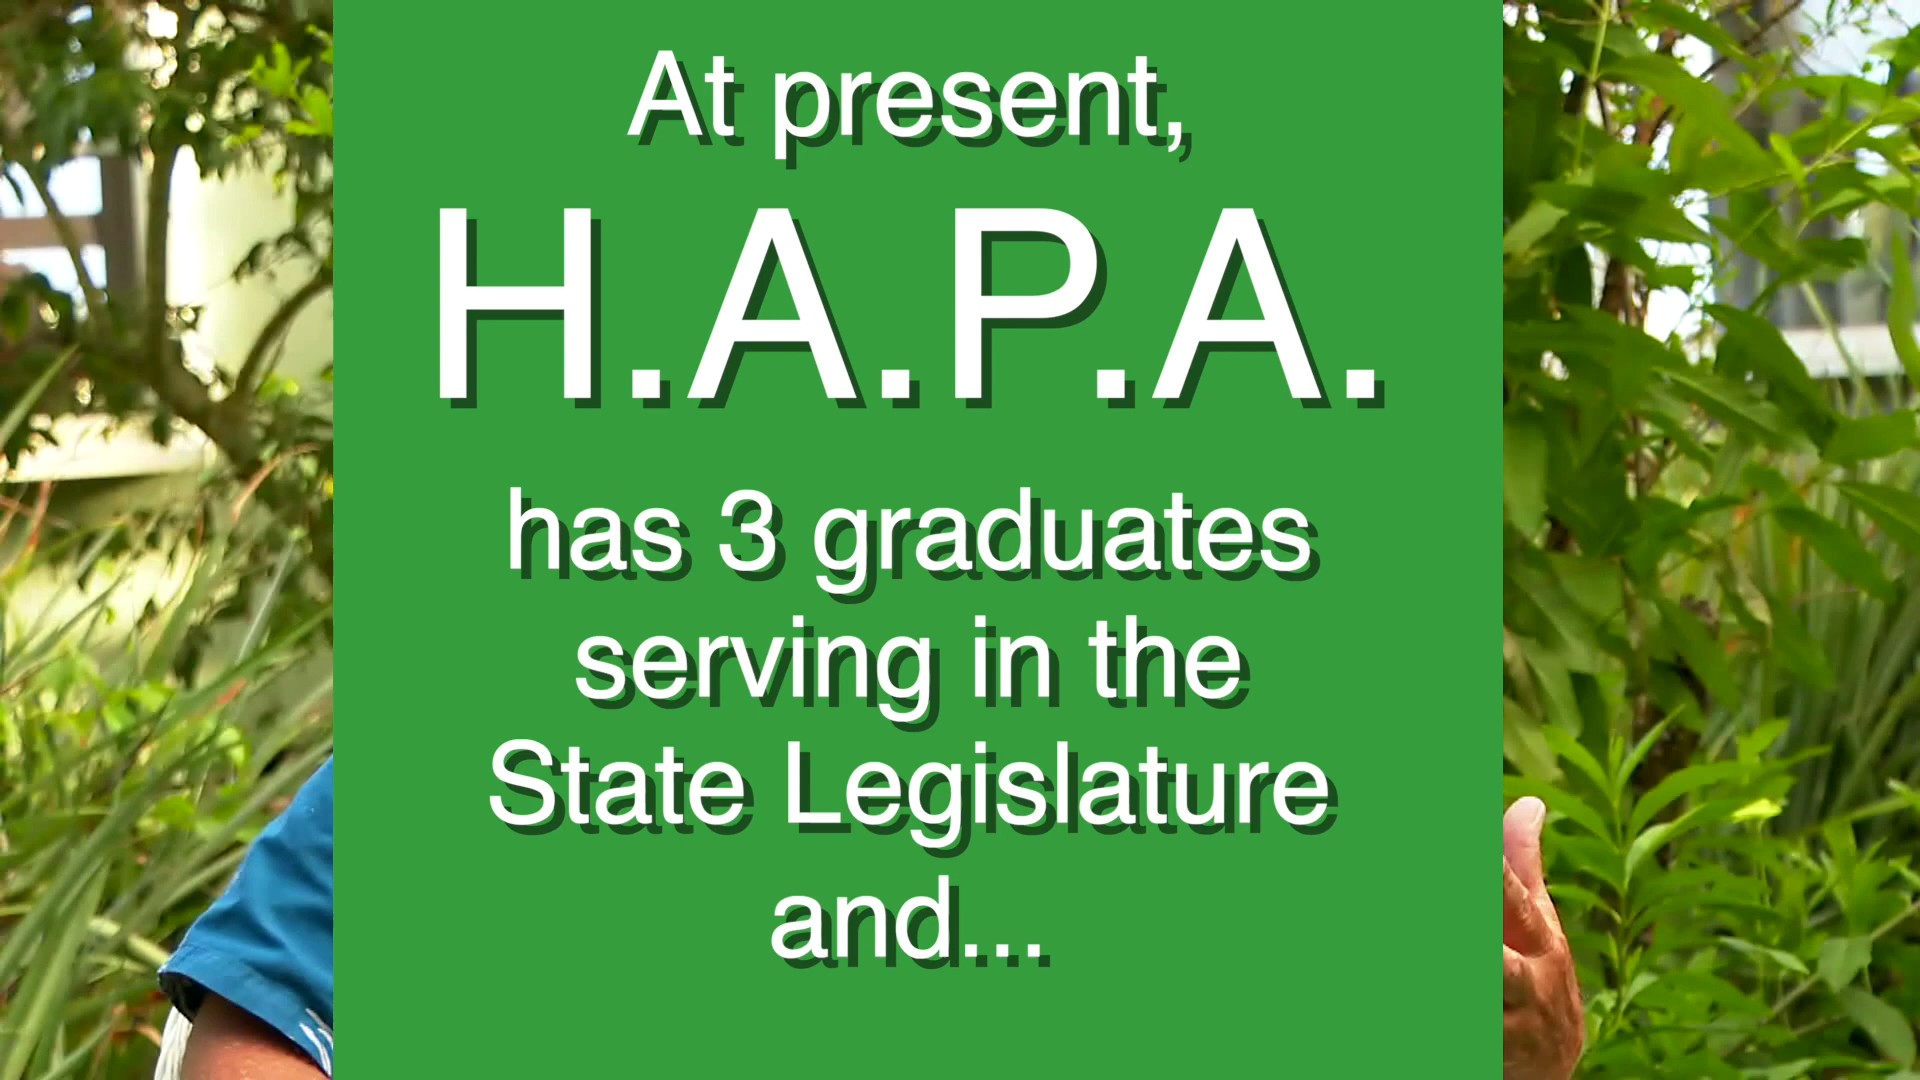 At present,
H.A.P.A.
has 3 graduates
serving in the
State Legislature
and...